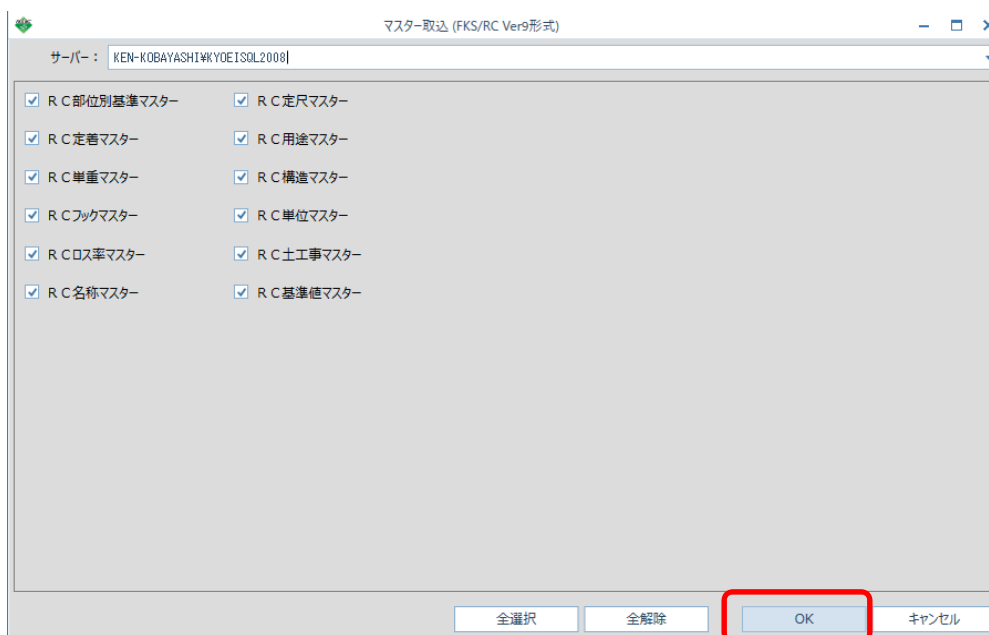 マスター取込 (FKS/RC Ver9形式)
サーバー： KEN-KOBAYASHI¥KYOEISQL2008
ＲＣ部位別基準マスター ＲＣ定尺マスター
ＲＣ定着マスター ＲＣ用途マスター
ＲＣ単重マスター ＲＣ構造マスター
ＲＣフックマスター ＲＣ単位マスター
ＲＣロス率マスター ＲＣ土工事マスター
ＲＣ名称マスター ＲＣ基準値マスター
全選択 全解除 OK キャンセル